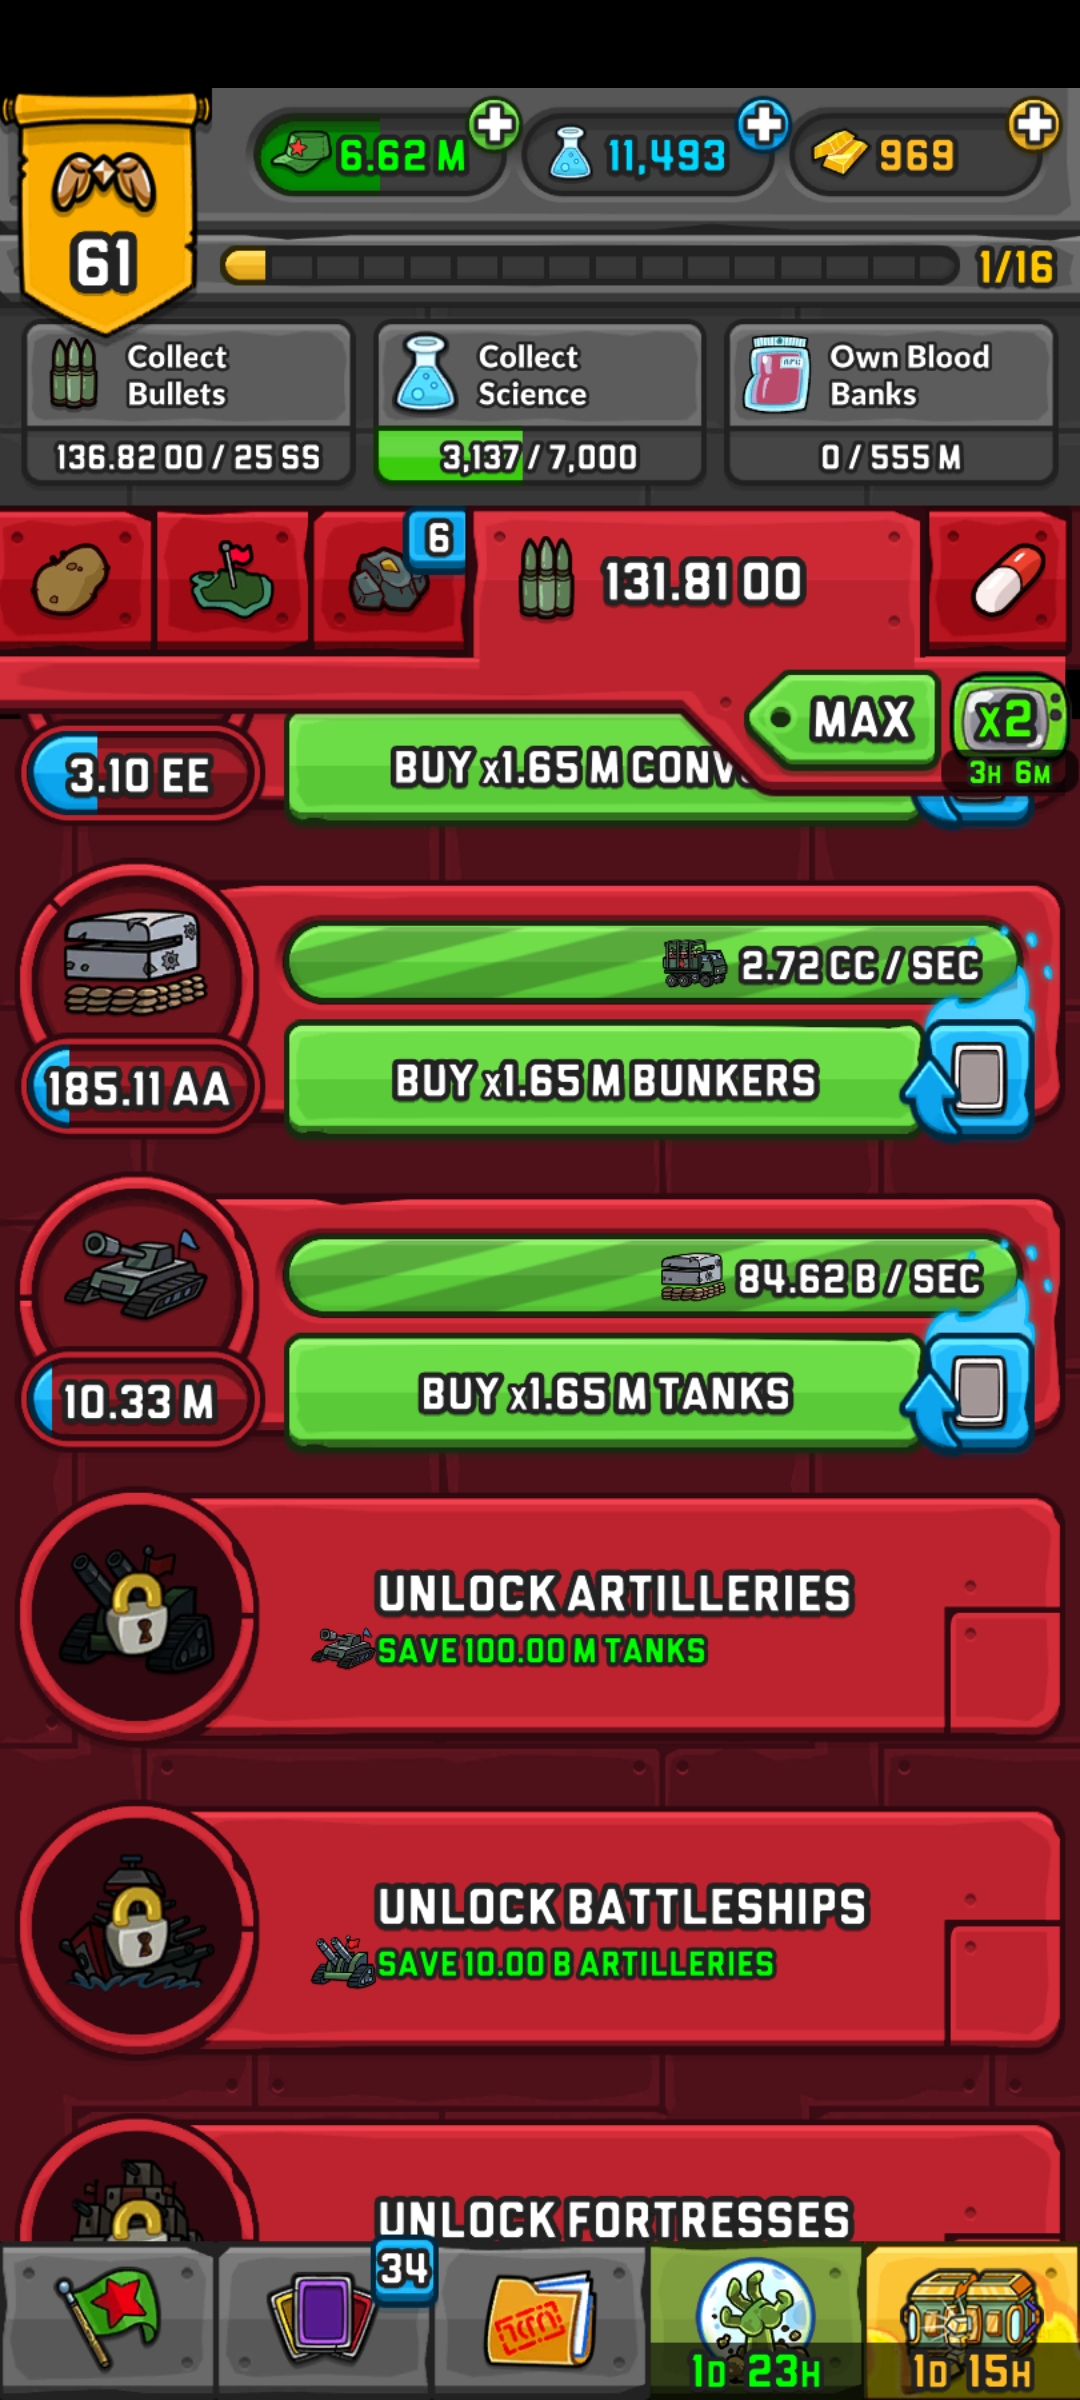 6.62 M
11,493
969
61
1/16
Collect
Bullets
Collect
Science
Own Blood
Banks
136.82 OO / 25 SS
3,137 / 7,000
0 / 555 M
6
131.81 OO
MAX
x2
3H 6M
3.10 EE
BUY x1.65 M CONV
2.72 CC / SEC
185.11 AA
BUY x1.65 M BUNKERS
84.62 B / SEC
10.33 M
BUY x1.65 M TANKS
UNLOCK ARTILLERIES
SAVE 100.00 M TANKS
UNLOCK BATTLESHIPS
SAVE 10.00 B ARTILLERIES
UNLOCK FORTRESSES
34
1D 23H
1D 15H